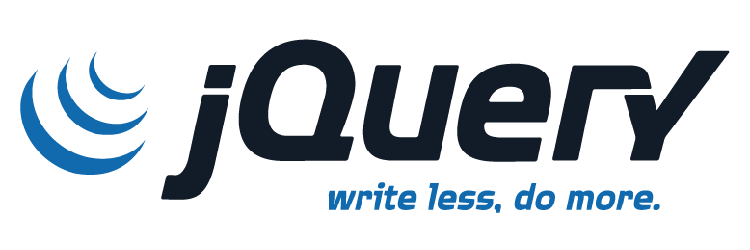 jQuery
write less, do more.